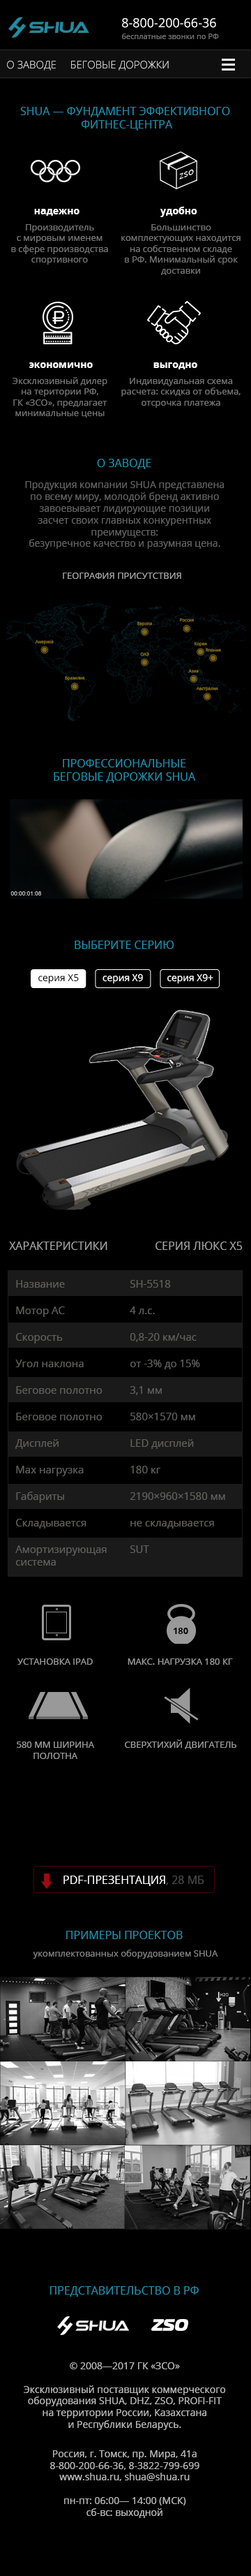 SHUA
8-800-200-66-36
бесплатные звонки по РФ
О ЗАВОДЕ БЕГОВЫЕ ДОРОЖКИ
SHUA — ФУНДАМЕНТ ЭФФЕКТИВНОГО
ФИТНЕС-ЦЕНТРА
ZSO
надежно
Производитель
с мировым именем
в сфере производства
спортивного
удобно
Большинство
комплектующих находится
на собственном складе
в РФ. Минимальный срок
доставки
экономично
Эксклюзивный дилер
на територии РФ,
ГК «ЗСО», предлагает
минимальные цены
выгодно
Индивидуальная схема
расчета: скидка от объема,
отсрочка платежа
О ЗАВОДЕ
Продукция компании SHUA представлена
по всему миру, молодой бренд активно
завоевывает лидирующие позиции
засчет своих главных конкурентных
преимуществ:
безупречное качество и разумна цена.
ГЕОГРАФИЯ ПРИСУТСТВИЯ
Европа
Россия
Америка
Корея
Япония
ОАЭ
Азия
Бразилия
Австралия
ПРОФЕССИОНАЛЬНЫЕ
БЕГОВЫЕ ДОРОЖКИ SHUA
00:00:01:08
ВЫБЕРИТЕ СЕРИЮ
серия X5 серия X9 серия X9+
ХАРАКТЕРИСТИКИ СЕРИЯ ЛЮКС X5
Название SH-5518
Мотор AC 4 л.с.
Скорость 0,8-20 км/час
Угол наклона от -3% до 15%
Беговое полотно 3,1 мм
Беговое полотно 580×1570 мм
Дисплей LED дисплей
Мах нагрузка 180 кг
Габариты 2190×960×1580 мм
Складывается не складывается
Амортизирующая SUT
система
180
УСТАНОВКА IPAD МАКС. НАГРУЗКА 180 КГ
580 ММ ШИРИНА
ПОЛОТНА
СВЕРХТИХИЙ ДВИГАТЕЛЬ
PDF-ПРЕЗЕНТАЦИЯ, 28 МБ
ПРИМЕРЫ ПРОЕКТОВ
укомплектованных оборудованием SHUA
ПРЕДСТАВИТЕЛЬСТВО В РФ
SHUA ZSO
© 2008—2017 ГК «ЗСО»
Эксклюзивный поставщик коммерческого
оборудования SHUA, DHZ, ZSO, PROFI-FIT
на территории России, Казахстана
и Республики Беларусь.
Россия, г. Томск, пр. Мира, 41а
8-800-200-66-36, 8-3822-799-699
www.shua.ru, shua@shua.ru
пн-пт: 06:00— 14:00 (МСК)
сб-вс: выходной